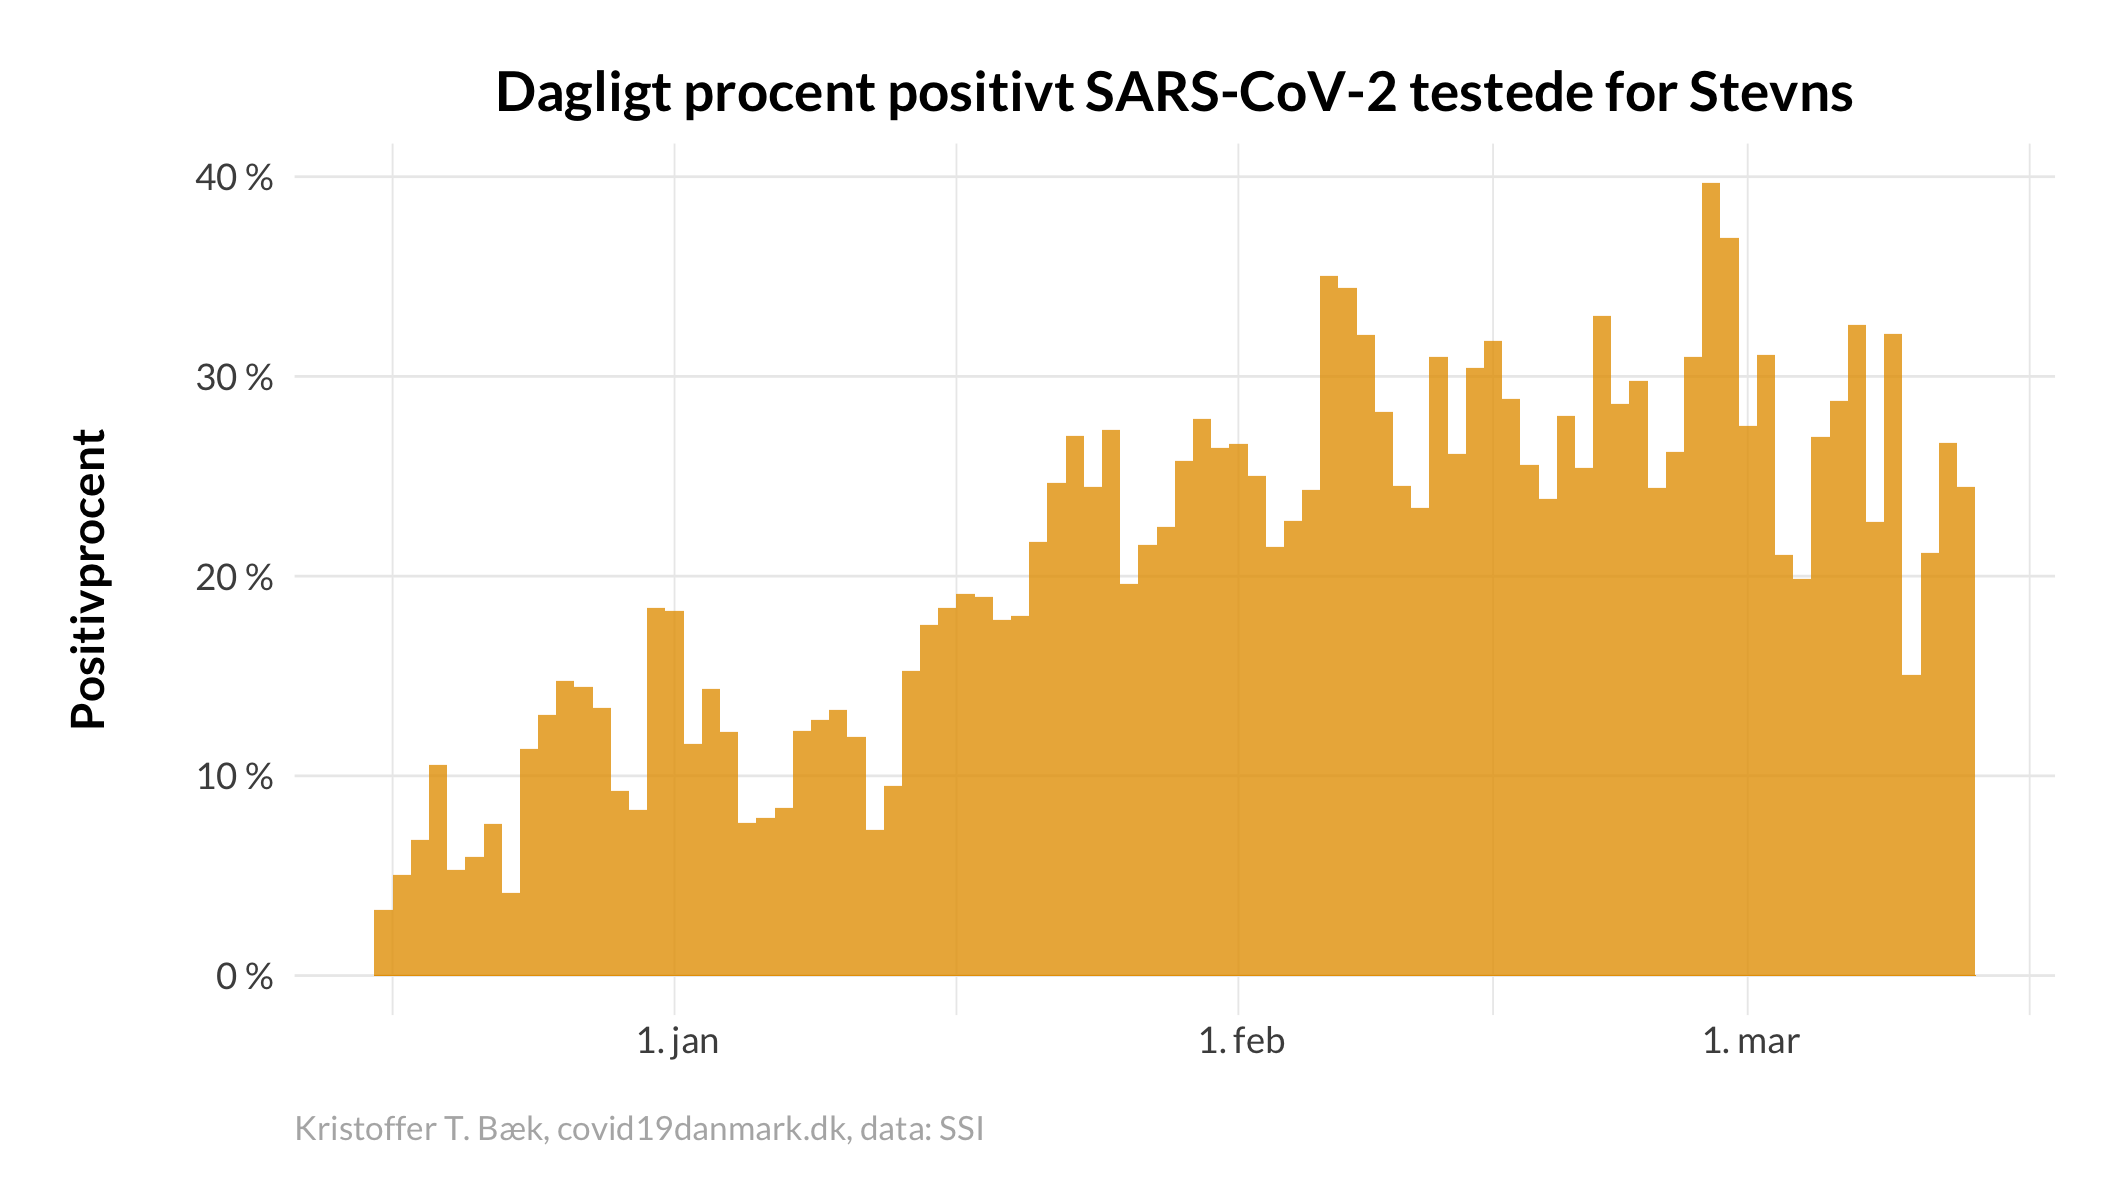 Dagligt procent positivt SARS-CoV-2 testede for Stevns
Positivprocent
40 %
30 %
20 %
10 %
0 %
1. jan
1. feb
1. mar
Kristoffer T. Bæk, covid19danmark.dk, data: SSI